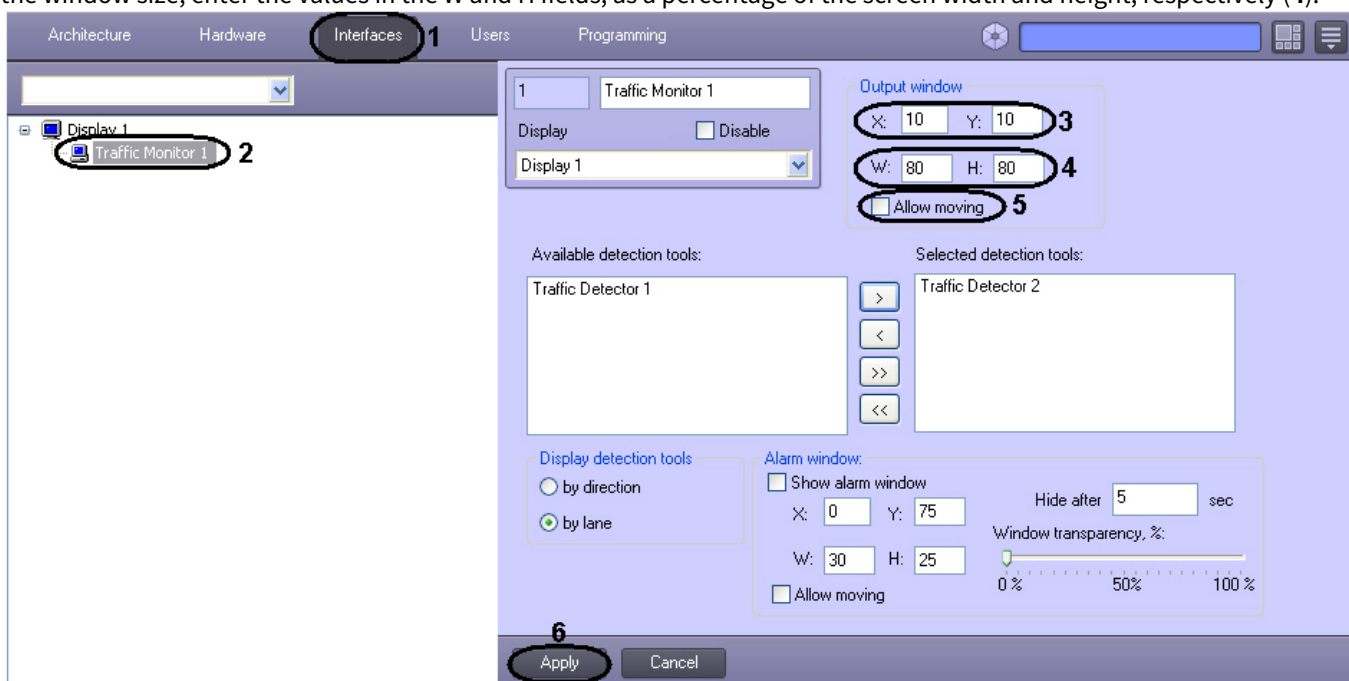 the window size, enter the values in the W and H fields, as a percentage of the screen width and height, respectively (4).
Architecture Hardware Interfaces 1 Users Programming
1 Traffic Monitor 1
Display Disable
Display 1
Output window
X: 10 Y: 10 3
W: 80 H: 80 4
Allow moving 5
Display 1
Traffic Monitor 1 2
Available detection tools:
Traffic Detector 1
>
<
>>
<<
Selected detection tools:
Traffic Detector 2
Display detection tools
by direction
by lane
Alarm window:
Show alarm window
X: 0 Y: 75
W: 30 H: 25
Allow moving
Hide after 5 sec
Window transparency, %:
0 % 50% 100 %
6
Apply Cancel